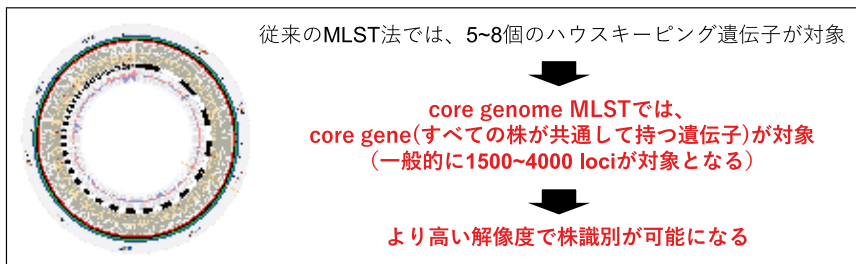 従来のMLST法では、5~8個のハウスキーピング遺伝子が対象
core genome MLSTでは、
core gene(すべての株が共通して持つ遺伝子)が対象
（一般的に1500~4000 lociが対象となる）
より高い解像度で株識別が可能になる